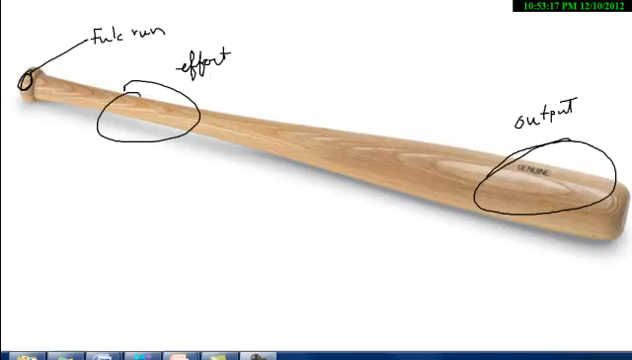 10:53:17 PM 12/10/2012
Fulcrum
effort
output
GENUINE